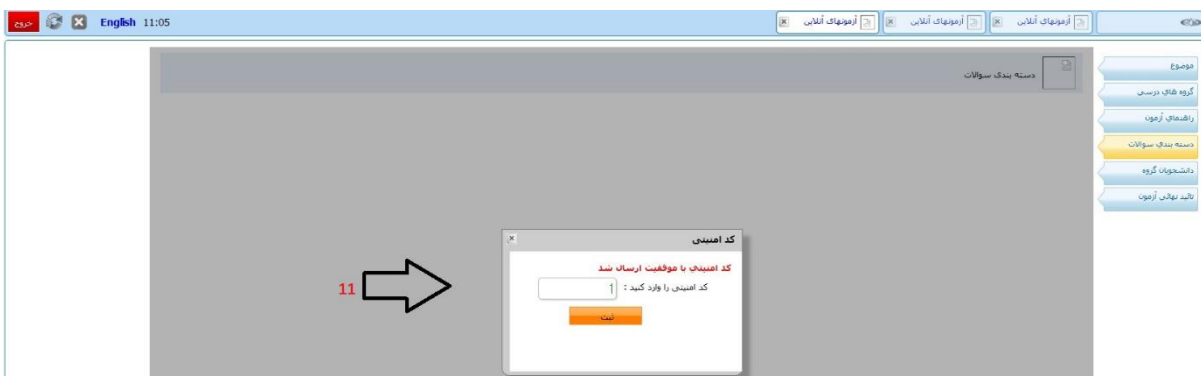 خروج
English 11:05
آزمونهای آنلاین
آزمونهای آنلاین
آزمونهای آنلاین
موضوع
گروه های درسی
راهنمای آزمون
دسته بندی سوالات
دانشجویان گروه
تائید نهائی آزمون
دسته بندی سوالات
کد امنیتی
کد امنیتی با موفقیت ارسال شد
کد امنیتی را وارد کنید : 1
ثبت
11